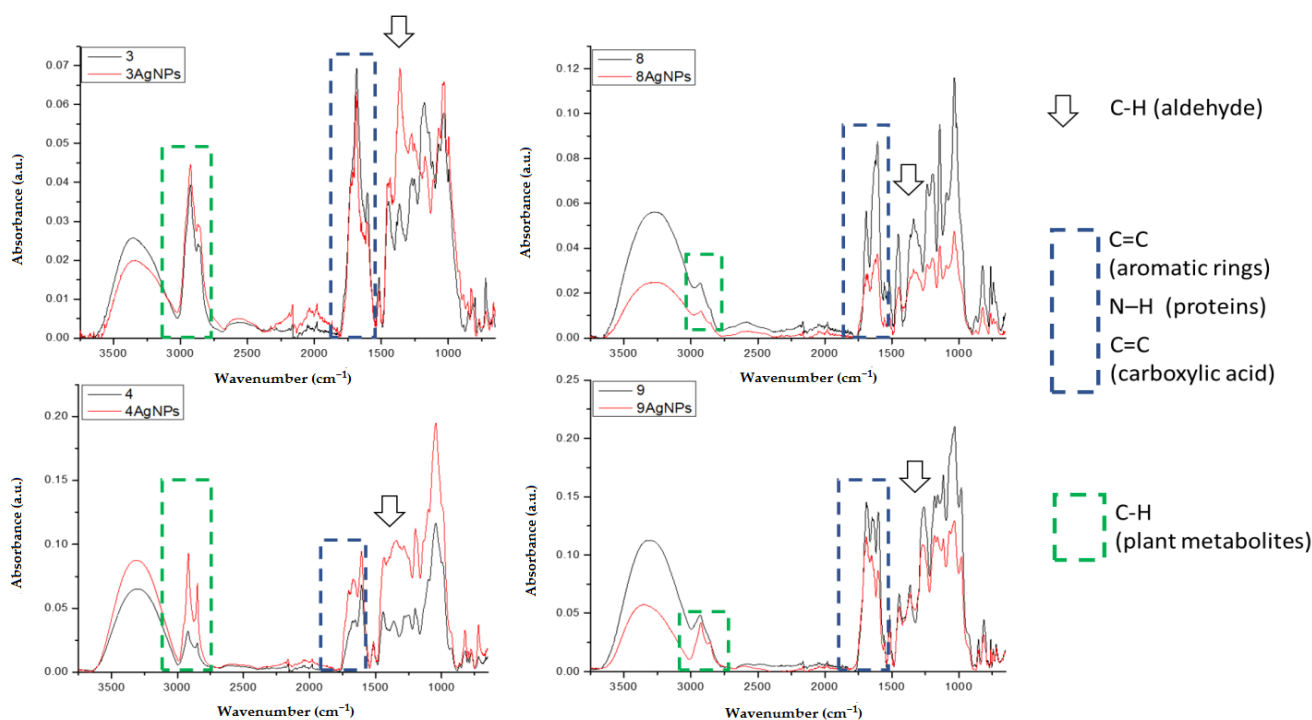 3
3AgNPs
0.07
0.06
0.05
0.04
0.03
0.02
0.01
0.00
Absorbance (a.u.)
3500 3000 2500 2000 1500 1000
Wavenumber (cm⁻¹)
8
8AgNPs
0.12
0.10
0.08
0.06
0.04
0.02
0.00
Absorbance (a.u.)
3500 3000 2500 2000 1500 1000
Wavenumber (cm⁻¹)
4
4AgNPs
0.20
0.15
0.10
0.05
0.00
Absorbance (a.u.)
3500 3000 2500 2000 1500 1000
Wavenumber (cm⁻¹)
9
9AgNPs
0.25
0.20
0.15
0.10
0.05
0.00
Absorbance (a.u.)
3500 3000 2500 2000 1500 1000
Wavenumber (cm⁻¹)
C-H (aldehyde)
C=C
(aromatic rings)
N–H (proteins)
C=C
(carboxylic acid)
C-H
(plant metabolites)